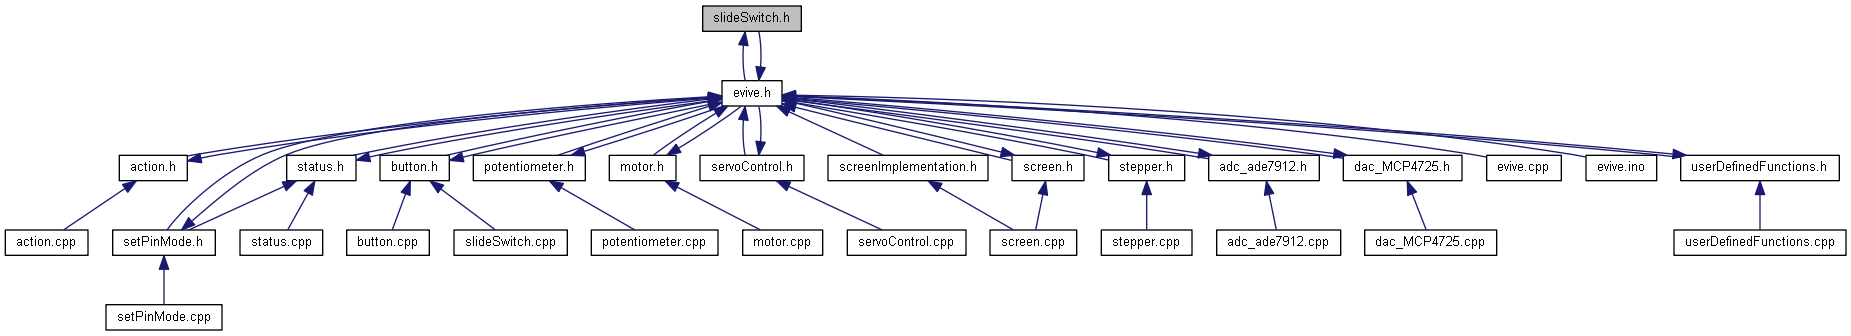 slideSwitch.h
evive.h
action.h
status.h
button.h
potentiometer.h
motor.h
servoControl.h
screenImplementation.h
screen.h
stepper.h
adc_ade7912.h
dac_MCP4725.h
evive.cpp
evive.ino
userDefinedFunctions.h
action.cpp
setPinMode.h
status.cpp
button.cpp
slideSwitch.cpp
potentiometer.cpp
motor.cpp
servoControl.cpp
screen.cpp
stepper.cpp
adc_ade7912.cpp
dac_MCP4725.cpp
userDefinedFunctions.cpp
setPinMode.cpp